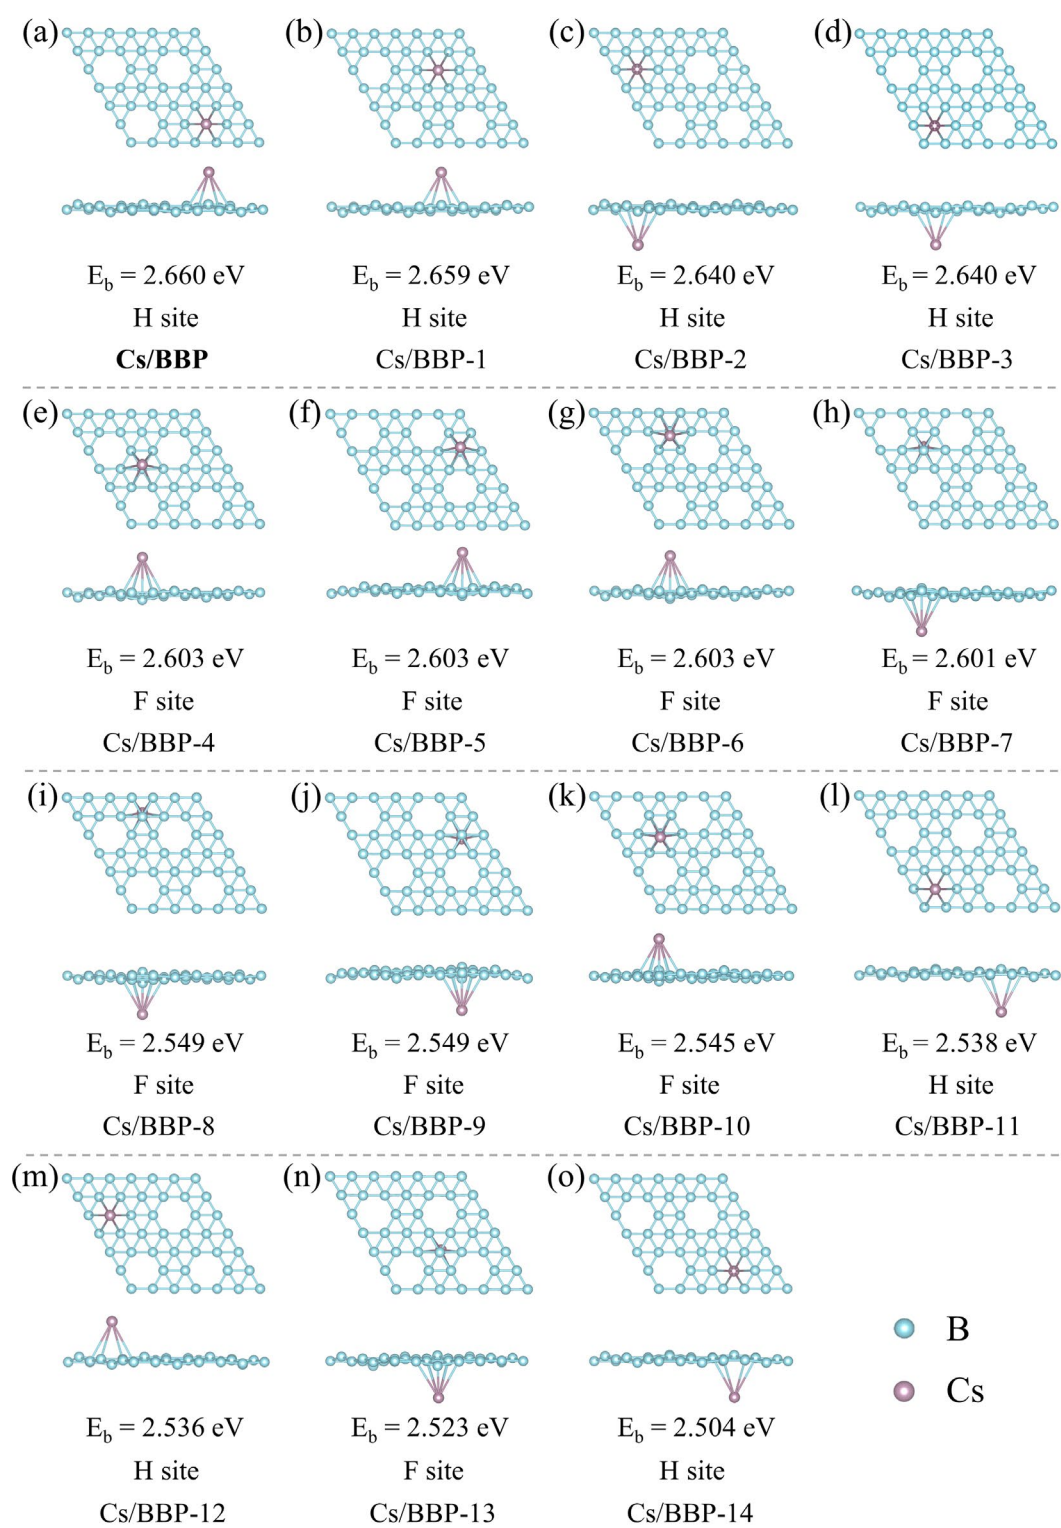 (a) (b) (c) (d)
E_b = 2.660 eV E_b = 2.659 eV E_b = 2.640 eV E_b = 2.640 eV
H site H site H site H site
Cs/BBP Cs/BBP-1 Cs/BBP-2 Cs/BBP-3
(e) (f) (g) (h)
E_b = 2.603 eV E_b = 2.603 eV E_b = 2.603 eV E_b = 2.601 eV
F site F site F site F site
Cs/BBP-4 Cs/BBP-5 Cs/BBP-6 Cs/BBP-7
(i) (j) (k) (l)
E_b = 2.549 eV E_b = 2.549 eV E_b = 2.545 eV E_b = 2.538 eV
F site F site F site H site
Cs/BBP-8 Cs/BBP-9 Cs/BBP-10 Cs/BBP-11
(m) (n) (o)
B
Cs
E_b = 2.536 eV E_b = 2.523 eV E_b = 2.504 eV
H site F site H site
Cs/BBP-12 Cs/BBP-13 Cs/BBP-14